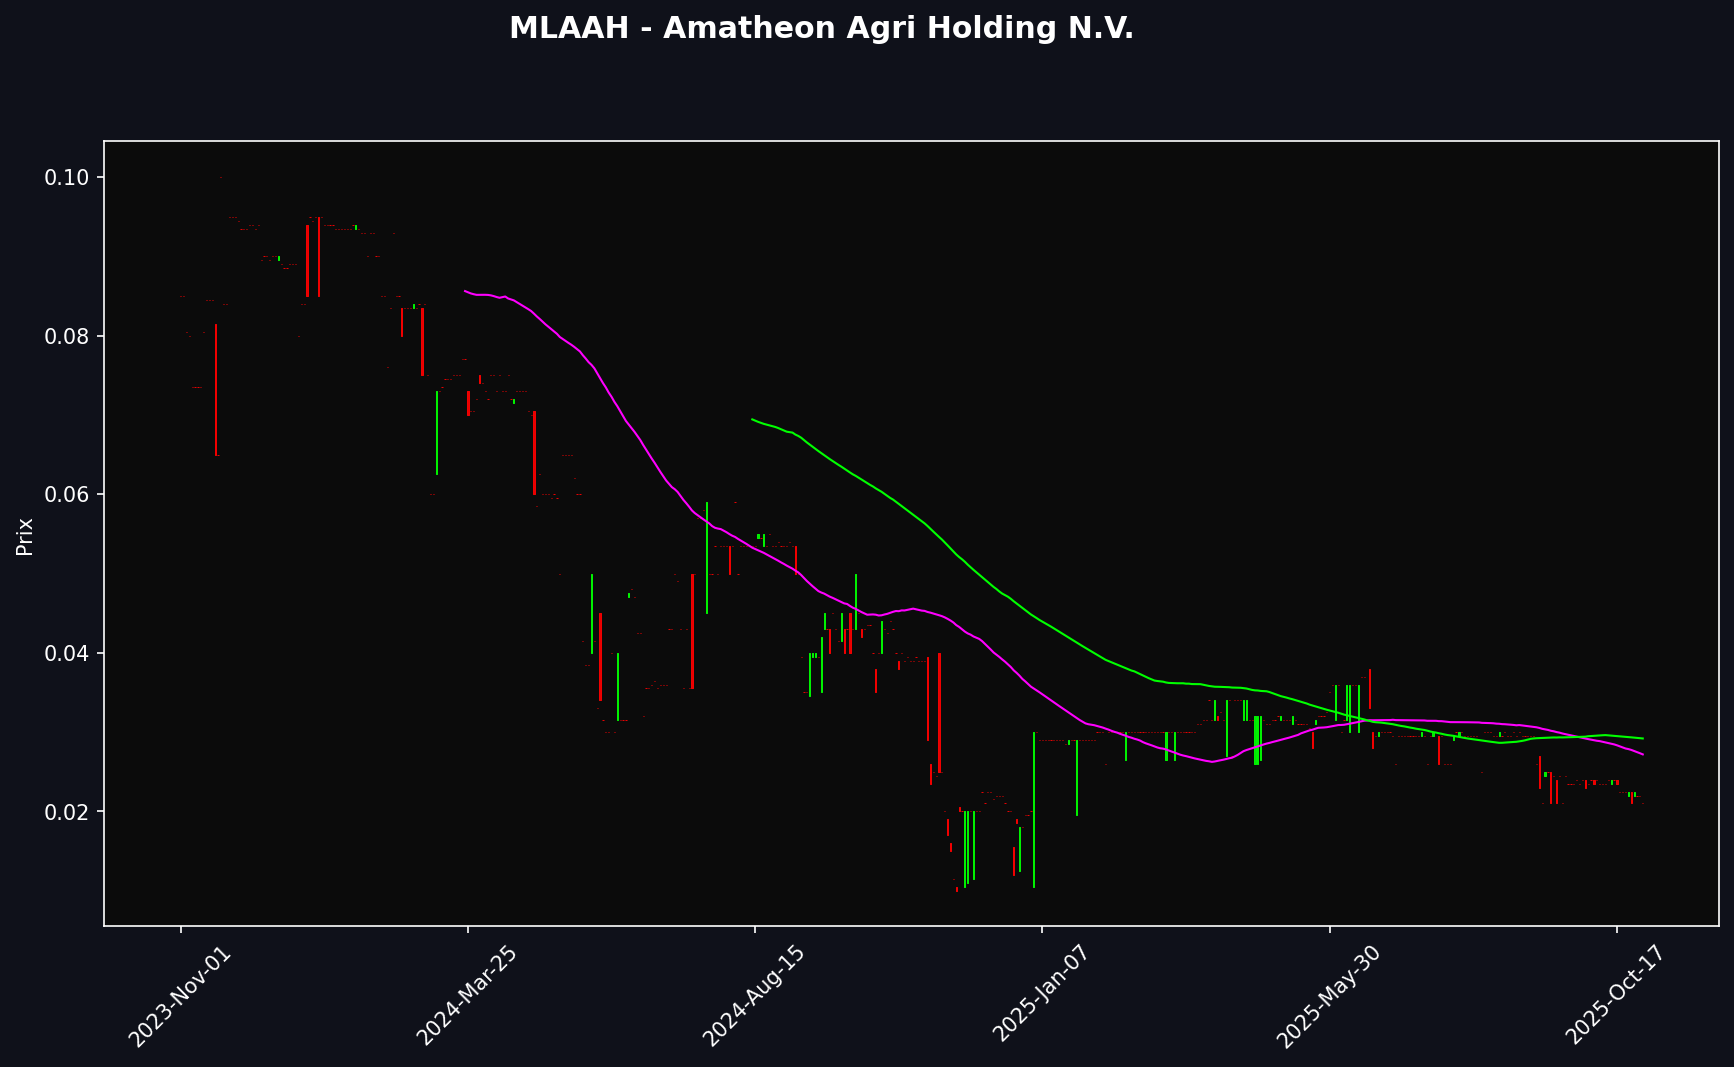 MLAAH - Amatheon Agri Holding N.V.
Prix
0.10
0.08
0.06
0.04
0.02
2023-Nov-01
2024-Mar-25
2024-Aug-15
2025-Jan-07
2025-May-30
2025-Oct-17